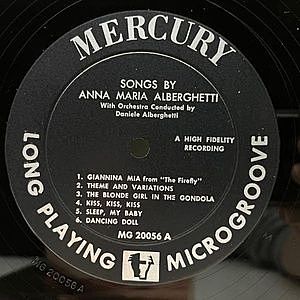 MERCURY
SONGS BY
ANNA MARIA ALBERGHETTI
With Orchestra Conducted by
Daniele Alberghetti
A HIGH FIDELITY
RECORDING
1. GIANNINA MIA from "The Firefly"
2. THEME AND VARIATIONS
3. THE BLONDE GIRL IN THE GONDOLA
4. KISS, KISS, KISS
5. SLEEP, MY BABY
6. DANCING DOLL
MG 20056 A
LONG PLAYING MICROGROOVE
MG 20056A